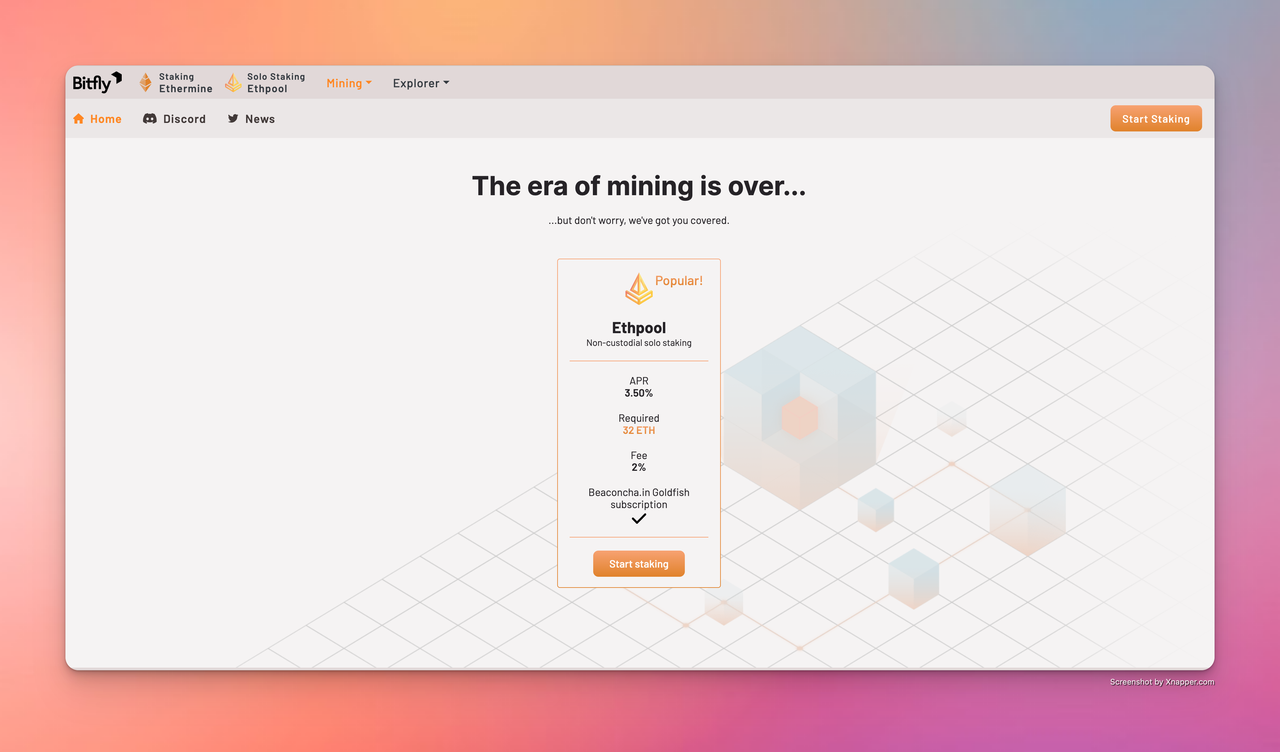 Bitfly
Staking
Ethermine
Solo Staking
Ethpool
Mining
Explorer
Home
Discord
News
Start Staking
The era of mining is over...
...but don't worry, we've got you covered.
Popular!
Ethpool
Non-custodial solo staking
APR
3.50%
Required
32 ETH
Fee
2%
Beaconcha.in Goldfish
subscription
Start staking
Screenshot by Xnapper.com